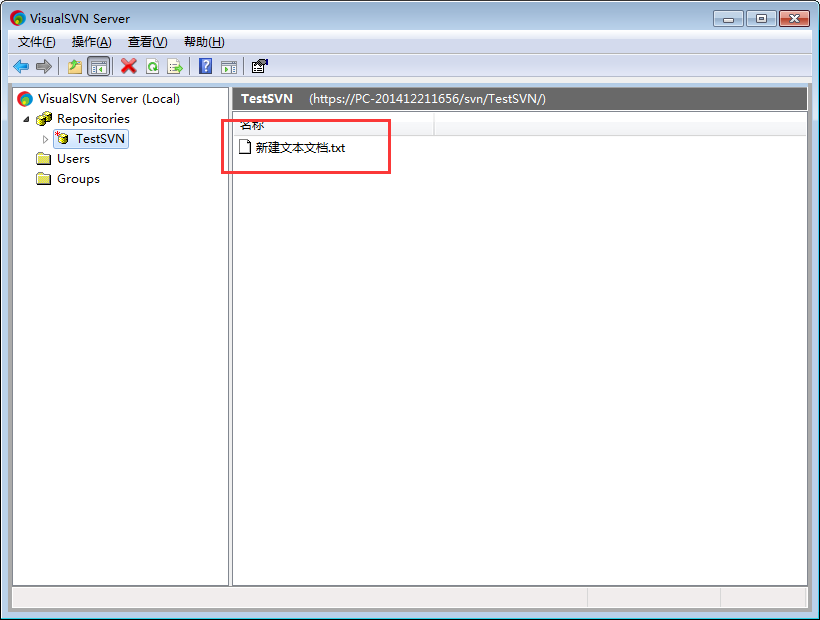 VisualSVN Server
文件(F) 操作(A) 查看(V) 帮助(H)
VisualSVN Server (Local)
Repositories
TestSVN
Users
Groups
TestSVN (https://PC-201412211656/svn/TestSVN/)
名称
新建文本文档.txt